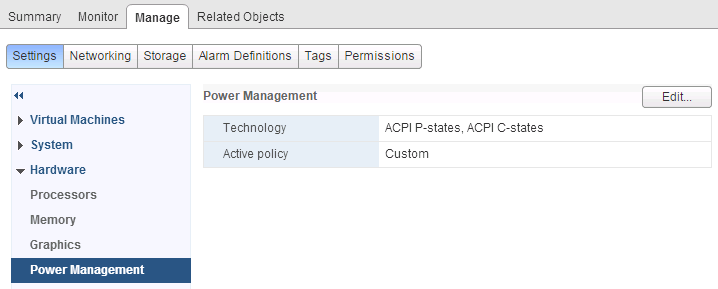 Summary Monitor Manage Related Objects
Settings Networking Storage Alarm Definitions Tags Permissions
Power Management Edit...
Virtual Machines
System
Hardware
Processors
Memory
Graphics
Power Management
Technology ACPI P-states, ACPI C-states
Active policy Custom